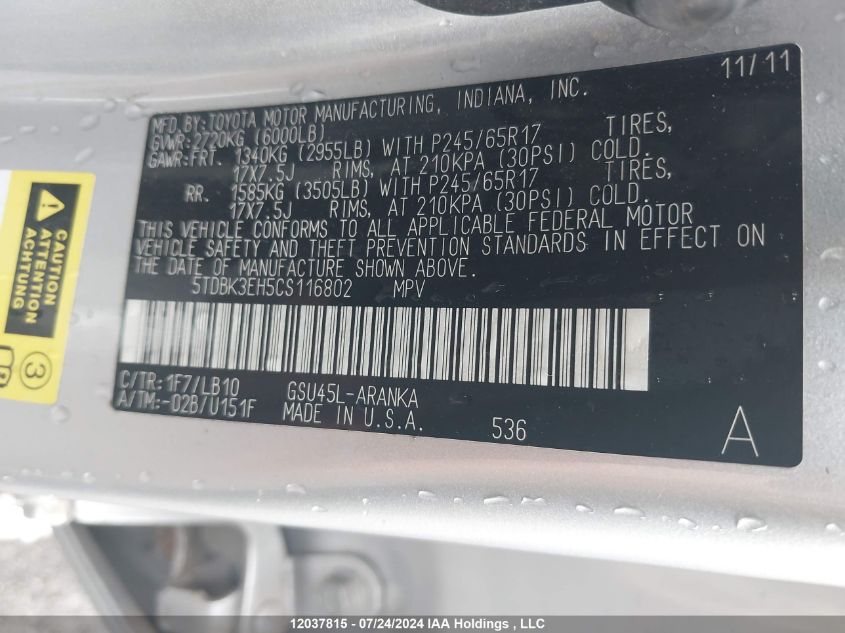 11/11
MFD.BY:TOYOTA MOTOR MANUFACTURING, INDIANA, INC.
GVWR:2720KG (6000LB)
GAWR:FRT. 1340KG (2955LB) WITH P245/65R17 TIRES,
17X7.5J RIMS, AT 210KPA (30PSI) COLD.
RR. 1585KG (3505LB) WITH P245/65R17 TIRES,
17X7.5J RIMS, AT 210KPA (30PSI) COLD.
THIS VEHICLE CONFORMS TO ALL APPLICABLE FEDERAL MOTOR
VEHICLE SAFETY AND THEFT PREVENTION STANDARDS IN EFFECT ON
THE DATE OF MANUFACTURE SHOWN ABOVE.
5TDBK3EH5CS116802 MPV
C/TR:1F7/LB10 GSU45L-ARANKA
A/TM:-02B/U151F MADE IN U.S.A. 536 A
CAUTION
ATTENTION
ACHTUNG
3
12037815 - 07/24/2024 IAA Holdings , LLC